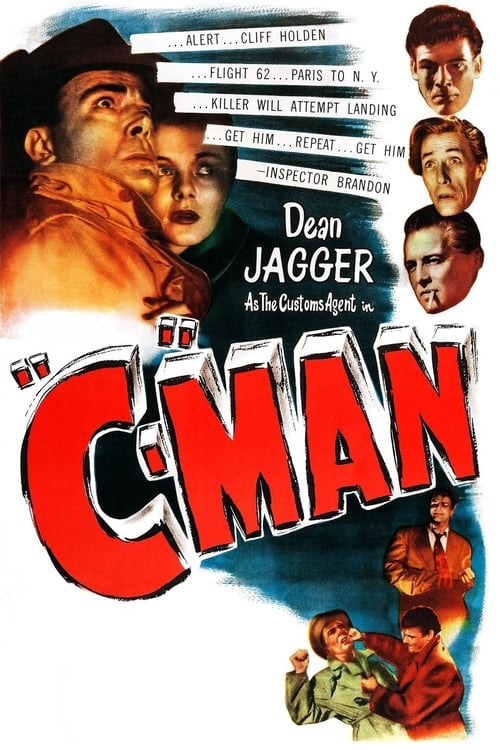 ...ALERT...CLIFF HOLDEN
...FLIGHT 62...PARIS TO N.Y.
...KILLER WILL ATTEMPT LANDING
...GET HIM...REPEAT...GET HIM
—INSPECTOR BRANDON
Dean
JAGGER
As The Customs Agent in
"C"-MAN